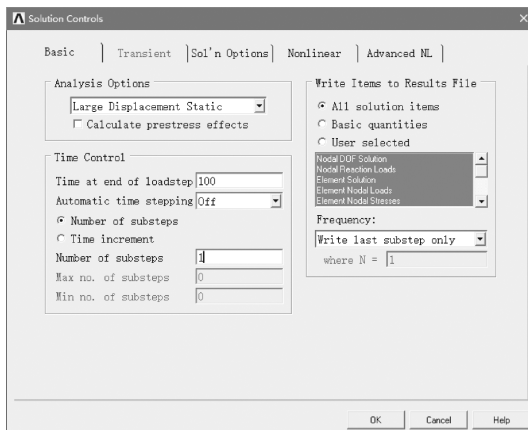 Solution Controls
Basic
Transient
Sol'n Options
Nonlinear
Advanced NL
Analysis Options
Large Displacement Static
Calculate prestress effects
Time Control
Time at end of loadstep 100
Automatic time stepping Off
Number of substeps
Time increment
Number of substeps 1
Max no. of substeps 0
Min no. of substeps 0
Write Items to Results File
All solution items
Basic quantities
User selected
Nodal DOF Solution
Nodal Reaction Loads
Element Solution
Element Nodal Loads
Element Nodal Stresses
Frequency:
Write last substep only
where N = 1
OK
Cancel
Help